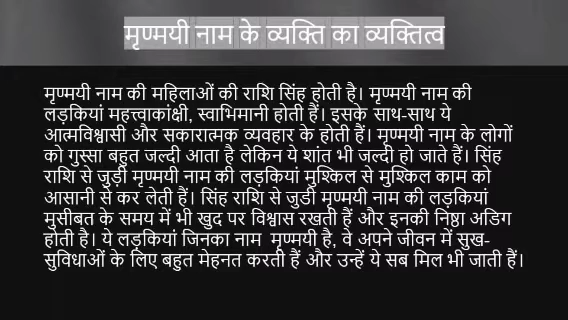 मृण्मयी नाम के व्यक्ति का व्यक्तित्व
मृण्मयी नाम की महिलाओं की राशि सिंह होती है। मृण्मयी नाम की
लड़कियां महत्त्वाकांक्षी, स्वाभिमानी होती हैं। इसके साथ-साथ ये
आत्मविश्वासी और सकारात्मक व्यवहार के होती हैं। मृण्मयी नाम के लोगों
को गुस्सा बहुत जल्दी आता है लेकिन ये शांत भी जल्दी हो जाते हैं। सिंह
राशि से जुड़ी मृण्मयी नाम की लड़कियां मुश्किल से मुश्किल काम को
आसानी से कर लेती हैं। सिंह राशि से जुडी मृण्मयी नाम की लड़कियां
मुसीबत के समय में भी खुद पर विश्वास रखती हैं और इनकी निष्ठा अडिग
होती है। ये लड़कियां जिनका नाम मृण्मयी है, वे अपने जीवन में सुख-
सुविधाओं के लिए बहुत मेहनत करती हैं और उन्हें ये सब मिल भी जाती हैं।